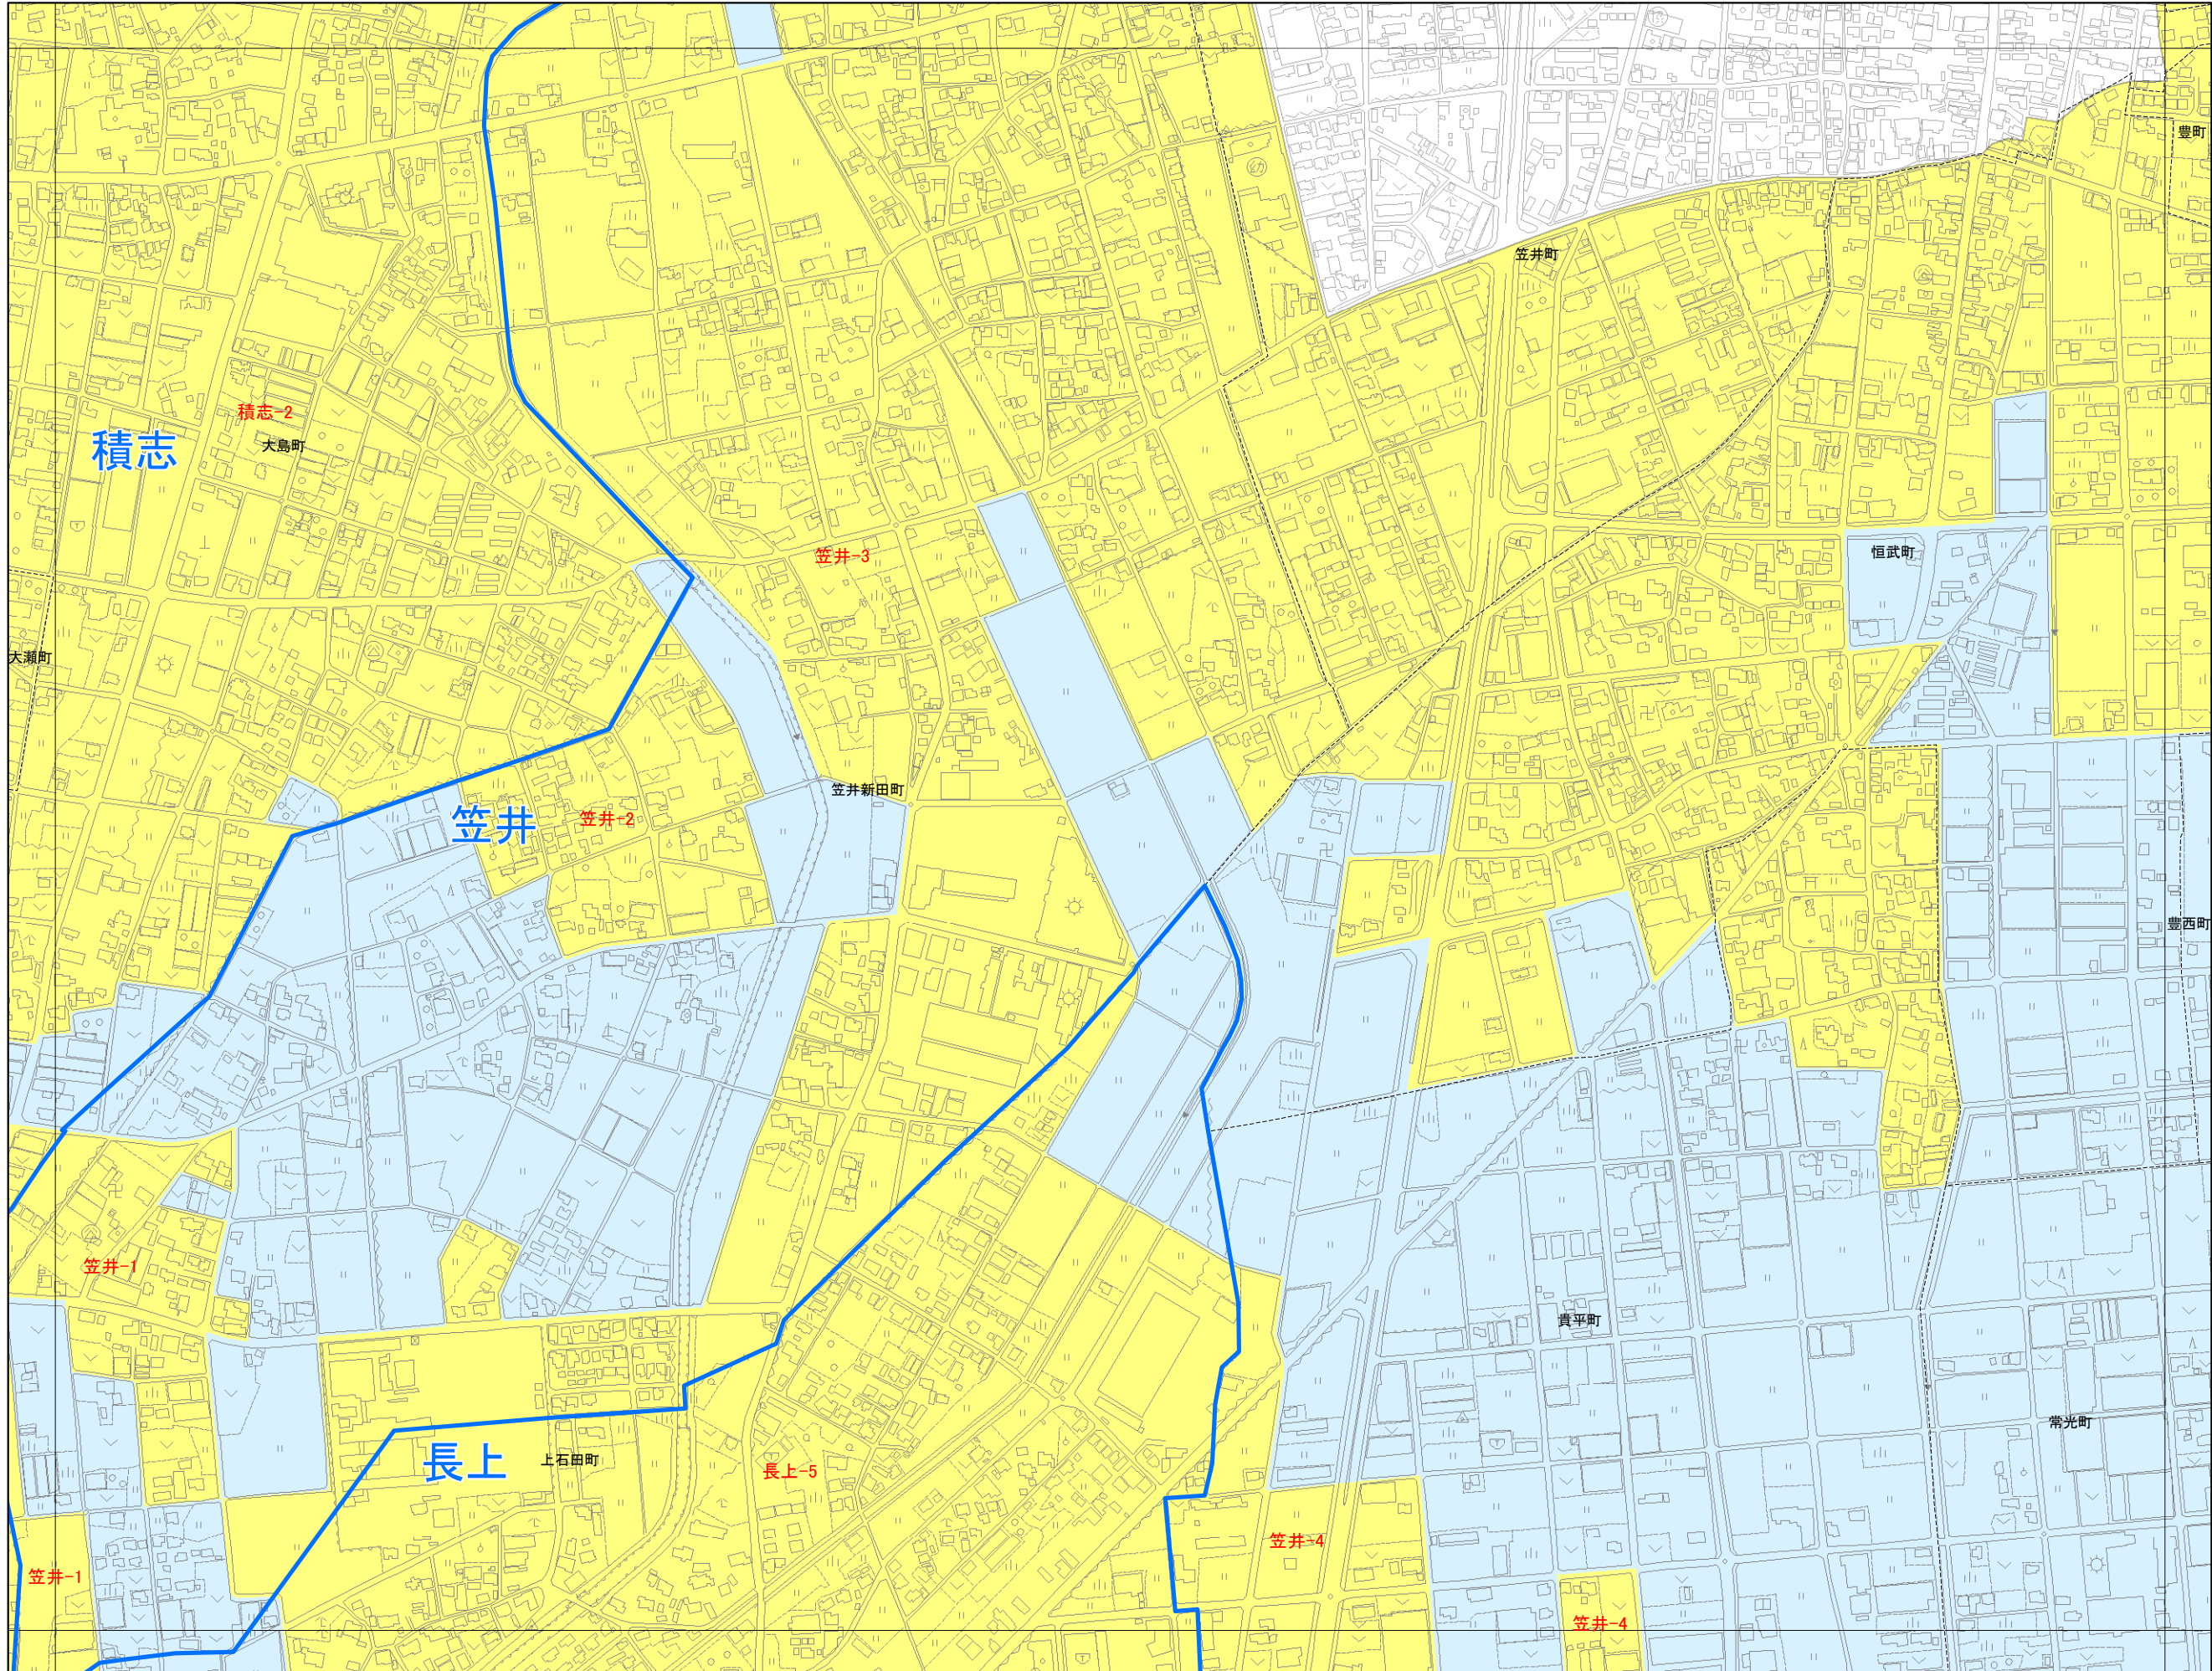 豊町
笠井町
積志-2
積志
大島町
笠井-3
恒武町
大瀬町
笠井新田町
笠井
笠井-2
豊西町
笠井-1
貴平町
常光町
長上
上石田町
長上-5
笠井-4
笠井-1
笠井-4